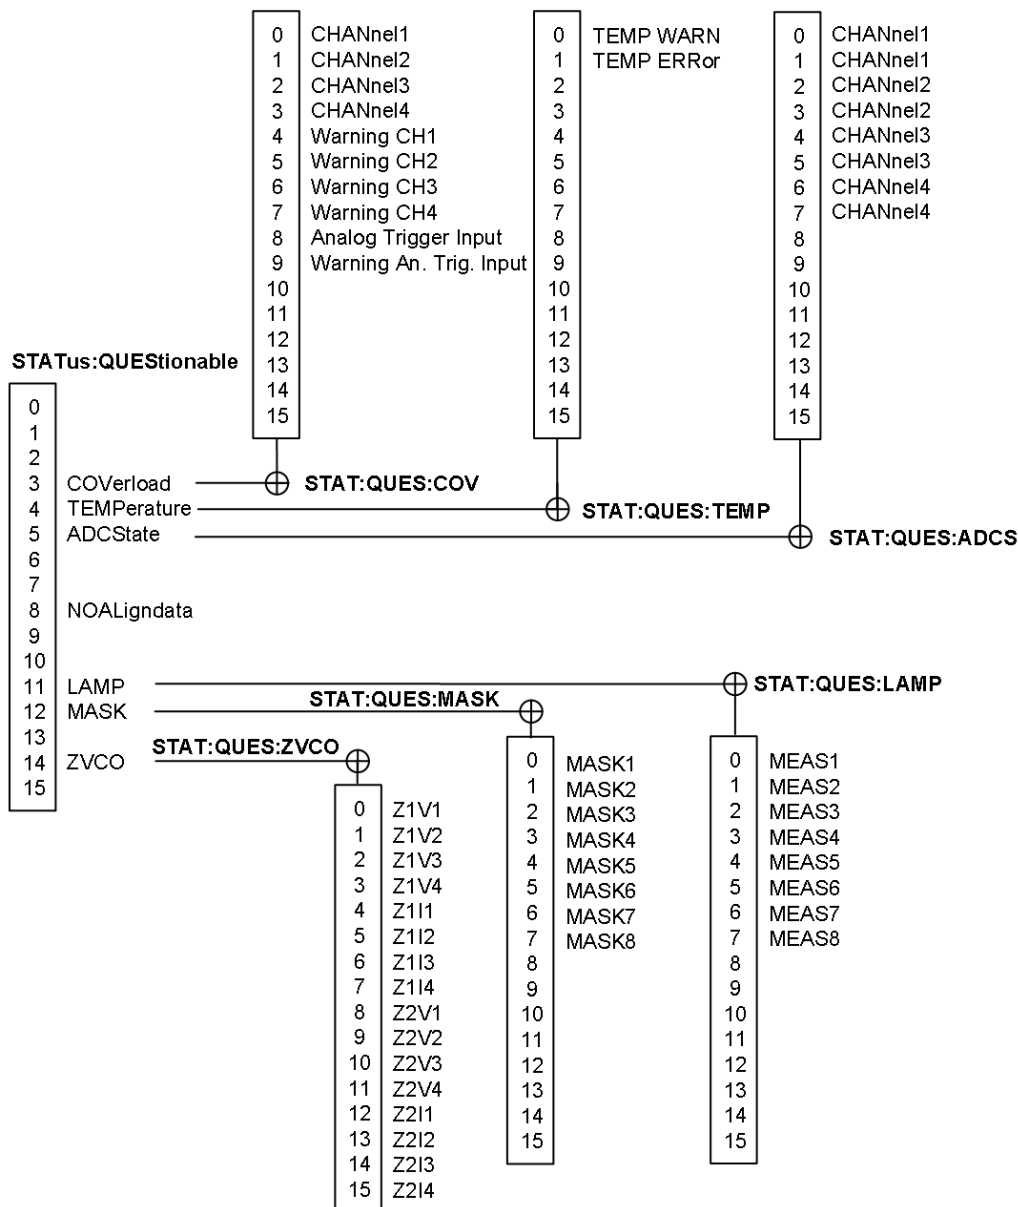 0 CHANnel1
1 CHANnel2
2 CHANnel3
3 CHANnel4
4 Warning CH1
5 Warning CH2
6 Warning CH3
7 Warning CH4
8 Analog Trigger Input
9 Warning An. Trig. Input
10
11
12
13
14
15
0 TEMP WARN
1 TEMP ERRor
2
3
4
5
6
7
8
9
10
11
12
13
14
15
0 CHANnel1
1 CHANnel1
2 CHANnel2
3 CHANnel2
4 CHANnel3
5 CHANnel3
6 CHANnel4
7 CHANnel4
8
9
10
11
12
13
14
15
STATus:QUEStionable
0
1
2
3 COVerload
4 TEMPerature
5 ADCState
6
7
8 NOALigndata
9
10
11 LAMP
12 MASK
13
14 ZVCO
15
STAT:QUES:COV
STAT:QUES:TEMP
STAT:QUES:ADCS
STAT:QUES:LAMP
STAT:QUES:MASK
STAT:QUES:ZVCO
0 Z1V1
1 Z1V2
2 Z1V3
3 Z1V4
4 Z1I1
5 Z1I2
6 Z1I3
7 Z1I4
8 Z2V1
9 Z2V2
10 Z2V3
11 Z2V4
12 Z2I1
13 Z2I2
14 Z2I3
15 Z2I4
0 MASK1
1 MASK2
2 MASK3
3 MASK4
4 MASK5
5 MASK6
6 MASK7
7 MASK8
8
9
10
11
12
13
14
15
0 MEAS1
1 MEAS2
2 MEAS3
3 MEAS4
4 MEAS5
5 MEAS6
6 MEAS7
7 MEAS8
8
9
10
11
12
13
14
15